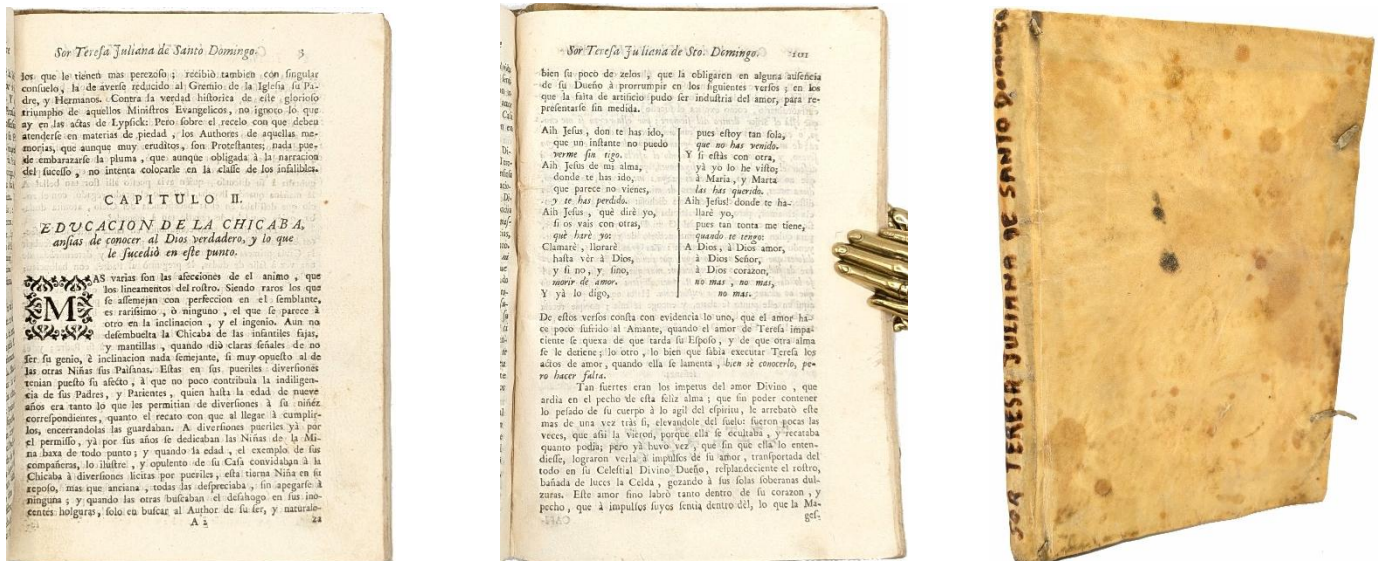 Sor Teresa Juliana de Santo Domingo. 3
los que le tienen mas perezoso; recibiò tambien con singular
consuelo, la de averse reducido al Gremio de la Iglesia su Pa-
dre, y Hermanos. Contra la verdad historica de este glorioso
triumpho de aquellos Ministros Evangelicos, no ignoro lo que
ay en las actas de Lypsick: Pero sobre el recelo con que deben
atenderse en materias de piedad, los Authores de aquellas me-
morias, que aunque muy eruditos, son Protestantes; nada pue-
de embarazarse la pluma, que aunque obligada à la narracion
del sucesso, no intenta colocarle en la classe de los infalibles.
CAPITULO II.
EDVCACION DE LA CHICABA,
ansias de conocer al Dios verdadero, y lo que
le sucediò en este punto.
MAS varias son las afecciones de el animo, que
los lineamentos del rostro. Siendo raros los que
se assemejan con perfeccion en el semblante,
es rarissimo, ò ninguno, el que se parece à
otro en la inclinacion, y el ingenio. Aun no
desembuelta la Chicaba de las infantiles fajas,
y mantillas, quando diò claras señales de no
ser su genio, è inclinacion nada semejante, si muy opuesto al de
las otras Niñas sus Paisanas. Estas en sus pueriles diversiones
tenian puesto su afecto, à que no poco contribuía la indiligen-
cia de sus Padres, y Parientes, quien hasta la edad de nueve
años era tanto lo que les permitian de diversiones à su niñéz
correspondientes, quanto el recato con que al llegar à cumplir-
los, encerrandolas las guardaban. A diversiones pueriles yà por
el permisso, yà por sus años se dedicaban las Niñas de la Mi-
na baxa de todo punto; y quando la edad, el exemplo de sus
compañeras, lo ilustre, y opulento de su Casa convidaban à la
Chicaba à diversiones licitas por pueriles, esta tierna Niña en su
reposo, mas que anciana, todas las despreciaba, sin apegarse à
ninguna; y quando las otras buscaban el desahogo en sus ino-
centes holguras, solo en buscar al Author de su ser, y naturale-
A 2 za
Sor Teresa Juliana de Sto. Domingo. 101
bien su poco de zelos, que la obligaren en alguna ausencia
de su Dueño à prorrumpir en los siguientes versos; en los
que la falta de artificio pudo ser industria del amor, para re-
presentarse sin medida.
Aih Jesus, don te has ido,
que un instante no puedo
verme sin tigo.
Aih Jesus de mi alma,
donde te has ido,
que parece no vienes,
y te has perdido.
Aih Jesus, què dirè yo,
si os vais con otras,
què harè yo:
Clamarè, llorarè
hasta vèr à Dios,
y si no, y sino,
morir de amor.
Y yà lo digo,
pues estoy tan sola,
que no has venido.
Y si estàs con otra,
yà yo lo he visto;
à Maria, y Marta
las has querido.
Aih Jesus! donde te ha-
llarè yo,
pues tan tonta me tiene,
quando te tengo:
A Dios, à Dios amor,
à Dios Señor,
à Dios corazon,
no mas, no mas,
no mas.
De estos versos consta con evidencia lo uno, que el amor ha-
ce poco sufrido al Amante, quando el amor de Teresa impa-
ciente se quexa de que tarda su Esposo, y de que otra alma
se le detiene; lo otro, lo bien que sabia executar Teresa los
actos de amor, quando ella se lamenta, bien sè conocerlo, pe-
ro hacer falta.
Tan fuertes eran los impetus del amor Divino, que
ardia en el pecho de esta feliz alma; que sin poder contener
lo pesado de su cuerpo à lo agil del espiritu, le arrebatò este
mas de una vez tràs si, elevandole del suelo: fueron pocas las
veces, que assi la vieron, porque ella se ocultaba, y recataba
quanto podia; pero yà huvo vez, que sin que ella lo enten-
diesse, lograron verla à impulsos de su amor, transportada del
todo en su Celestial Divino Dueño, resplandeciente el rostro,
bañada de luces la Celda, gozando à sus solas soberanas dul-
zuras. Este amor fino labrò tanto dentro de su corazon, y
pecho, que à impulsos suyos sentia dentro del, lo que la Ma-
ges-
SOR TERESA JULIANA DE SANTO DOMINGO